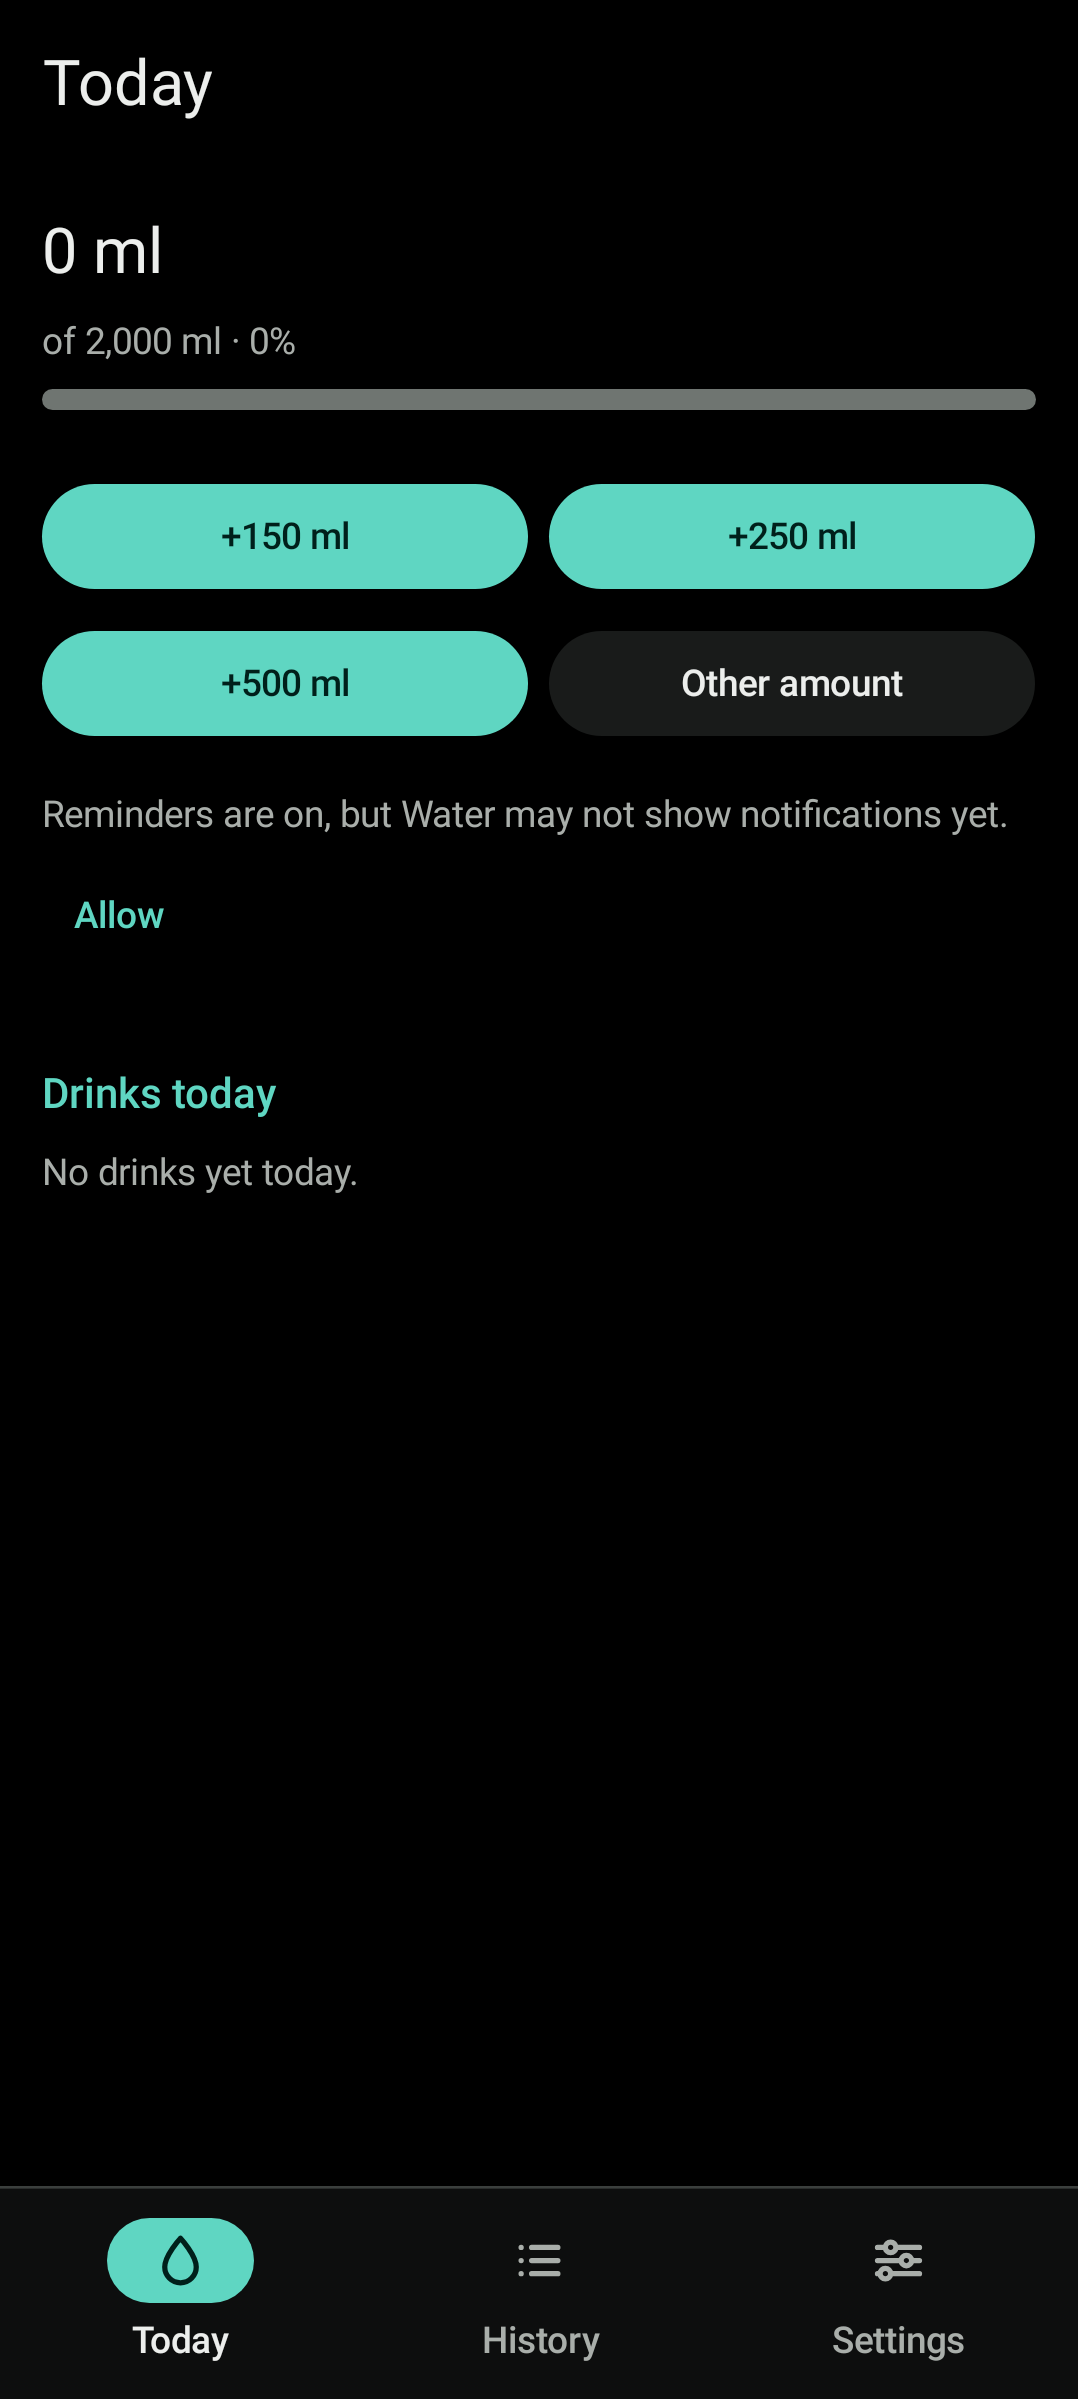 Today
0 ml
of 2,000 ml · 0%
+150 ml
+250 ml
+500 ml
Other amount
Reminders are on, but Water may not show notifications yet.
Allow
Drinks today
No drinks yet today.
Today
History
Settings